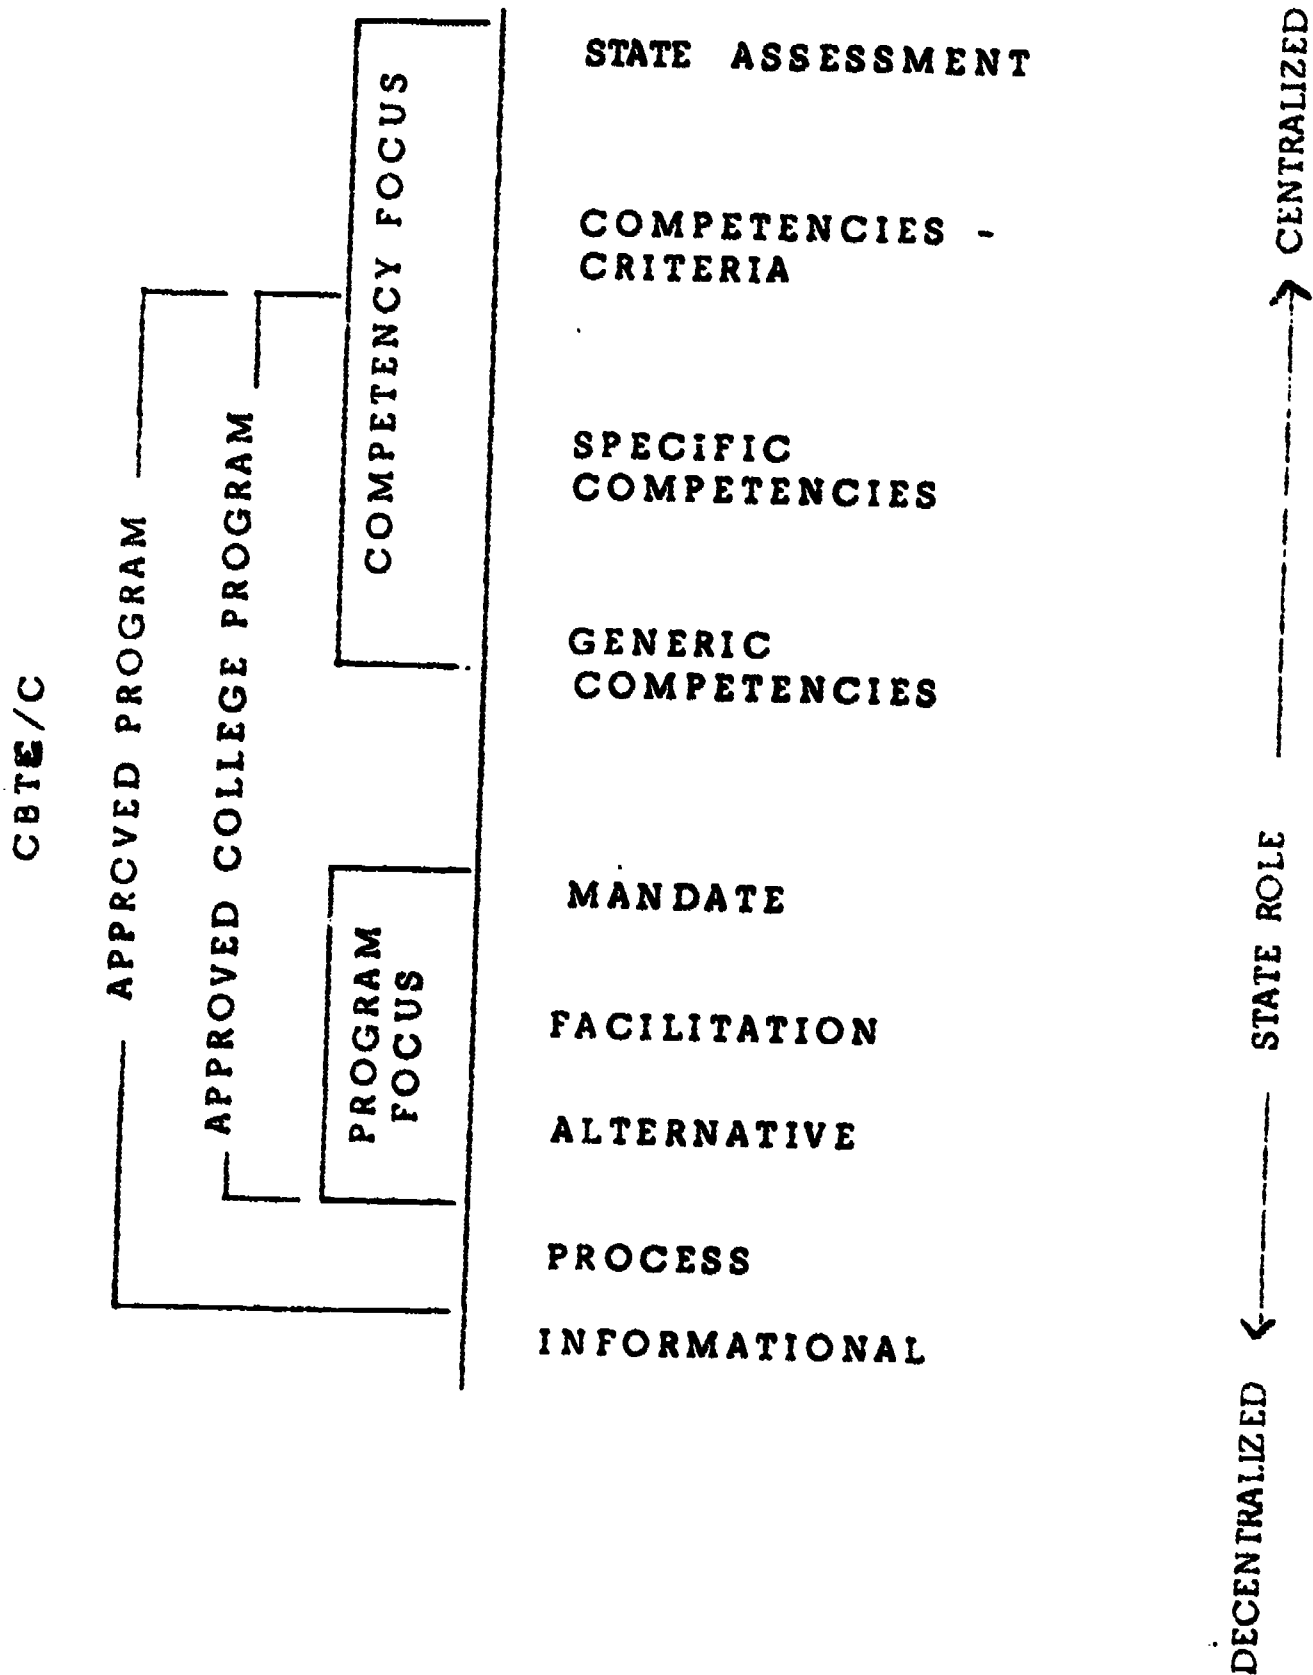 CBTE/C
APPRCVED PROGRAM
APPROVED COLLEGE PROGRAM
COMPETENCY FOCUS
PROGRAM
FOCUS
STATE ASSESSMENT
COMPETENCIES -
CRITERIA
SPECIFIC
COMPETENCIES
GENERIC
COMPETENCIES
MANDATE
FACILITATION
ALTERNATIVE
PROCESS
INFORMATIONAL
CENTRALIZED
STATE ROLE
DECENTRALIZED